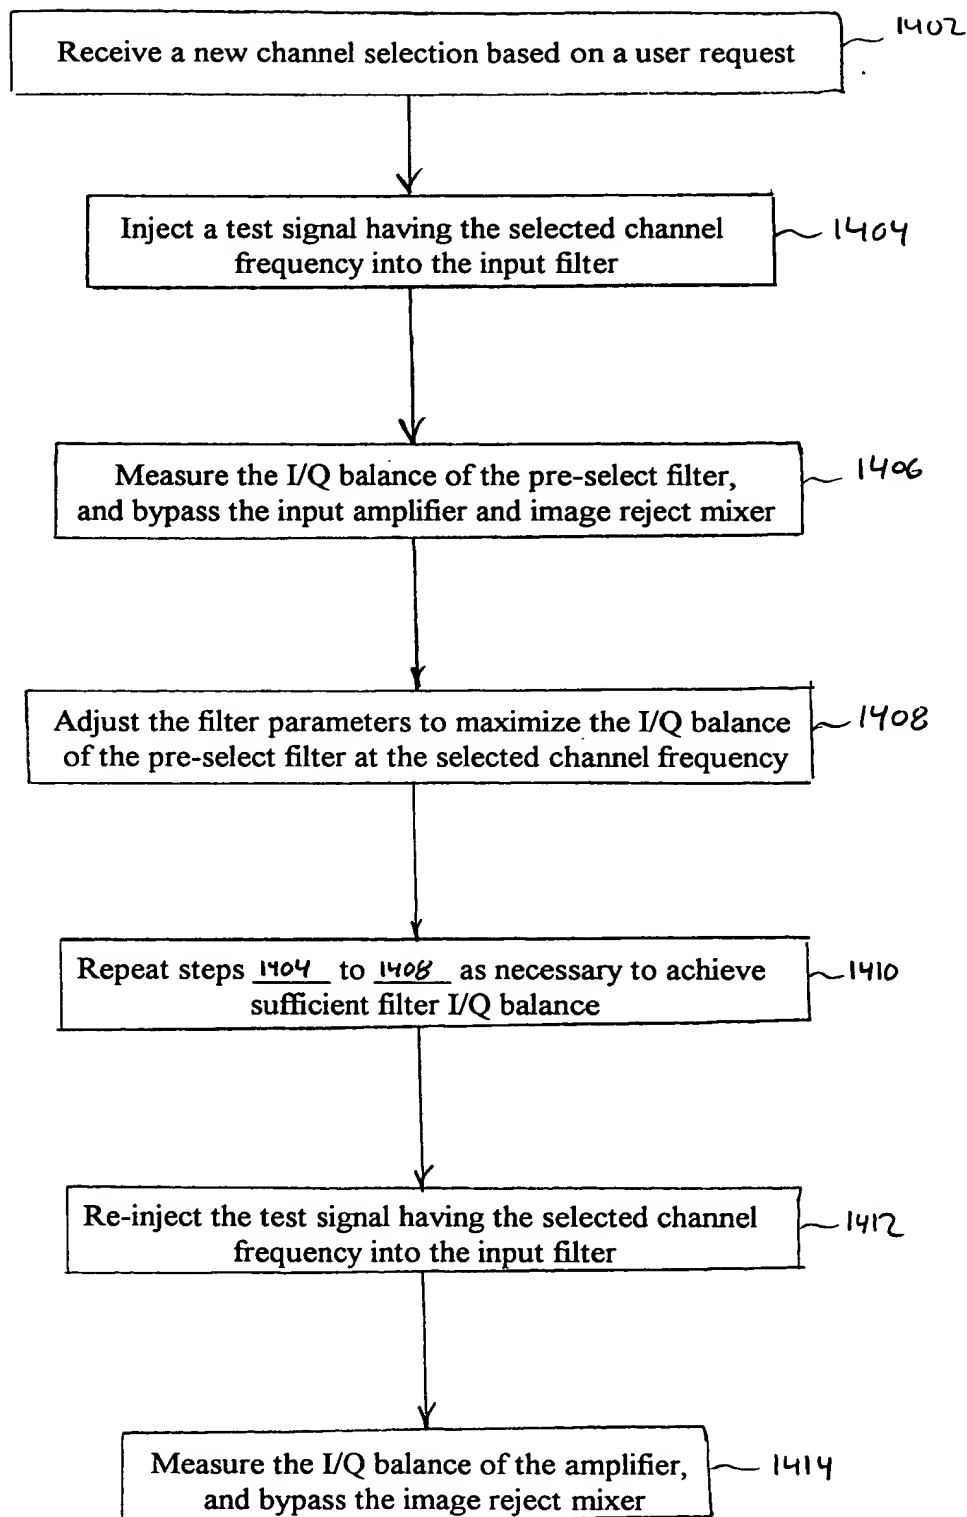 Receive a new channel selection based on a user request
1402
Inject a test signal having the selected channel
frequency into the input filter
1404
Measure the I/Q balance of the pre-select filter,
and bypass the input amplifier and image reject mixer
1406
Adjust the filter parameters to maximize the I/Q balance
of the pre-select filter at the selected channel frequency
1408
Repeat steps 1404 to 1408 as necessary to achieve
sufficient filter I/Q balance
1410
Re-inject the test signal having the selected channel
frequency into the input filter
1412
Measure the I/Q balance of the amplifier,
and bypass the image reject mixer
1414